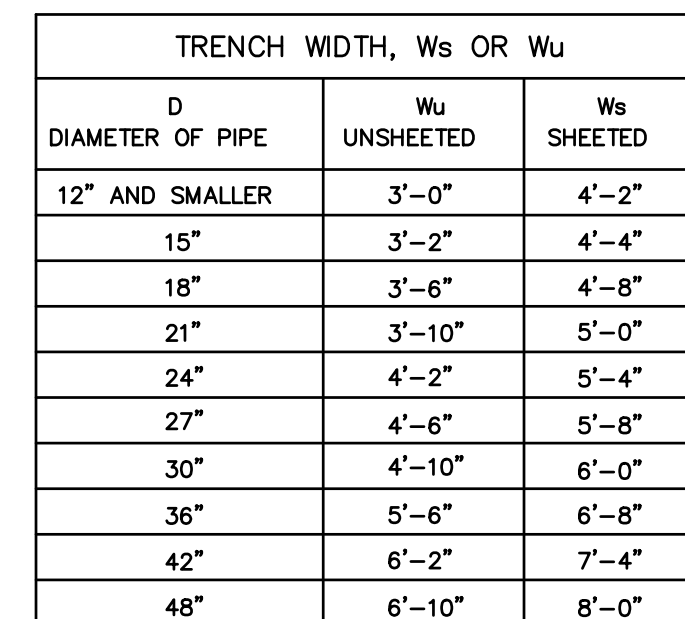 TRENCH WIDTH, Ws OR Wu
D Wu Ws
DIAMETER OF PIPE UNSHEETED SHEETED
12" AND SMALLER 3'-0" 4'-2"
15" 3'-2" 4'-4"
18" 3'-6" 4'-8"
21" 3'-10" 5'-0"
24" 4'-2" 5'-4"
27" 4'-6" 5'-8"
30" 4'-10" 6'-0"
36" 5'-6" 6'-8"
42" 6'-2" 7'-4"
48" 6'-10" 8'-0"